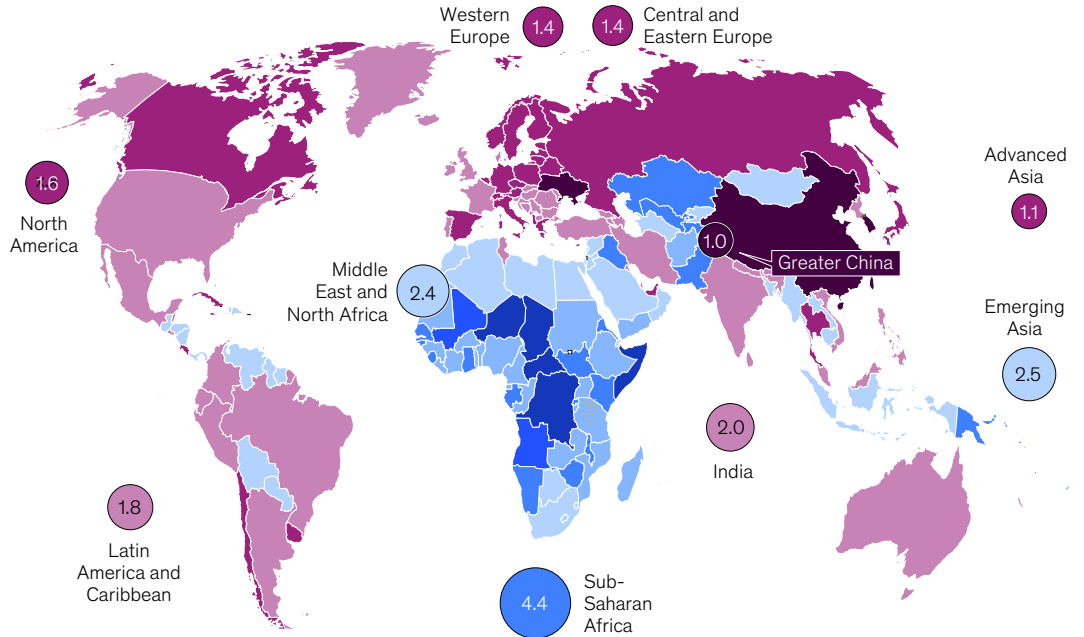 Western
Europe
1.4
1.4
Central and
Eastern Europe
1.6
North
America
Advanced
Asia
1.1
1.0
Greater China
Middle
East and
North Africa
2.4
Emerging
Asia
2.5
2.0
India
1.8
Latin
America and
Caribbean
4.4
Sub-
Saharan
Africa